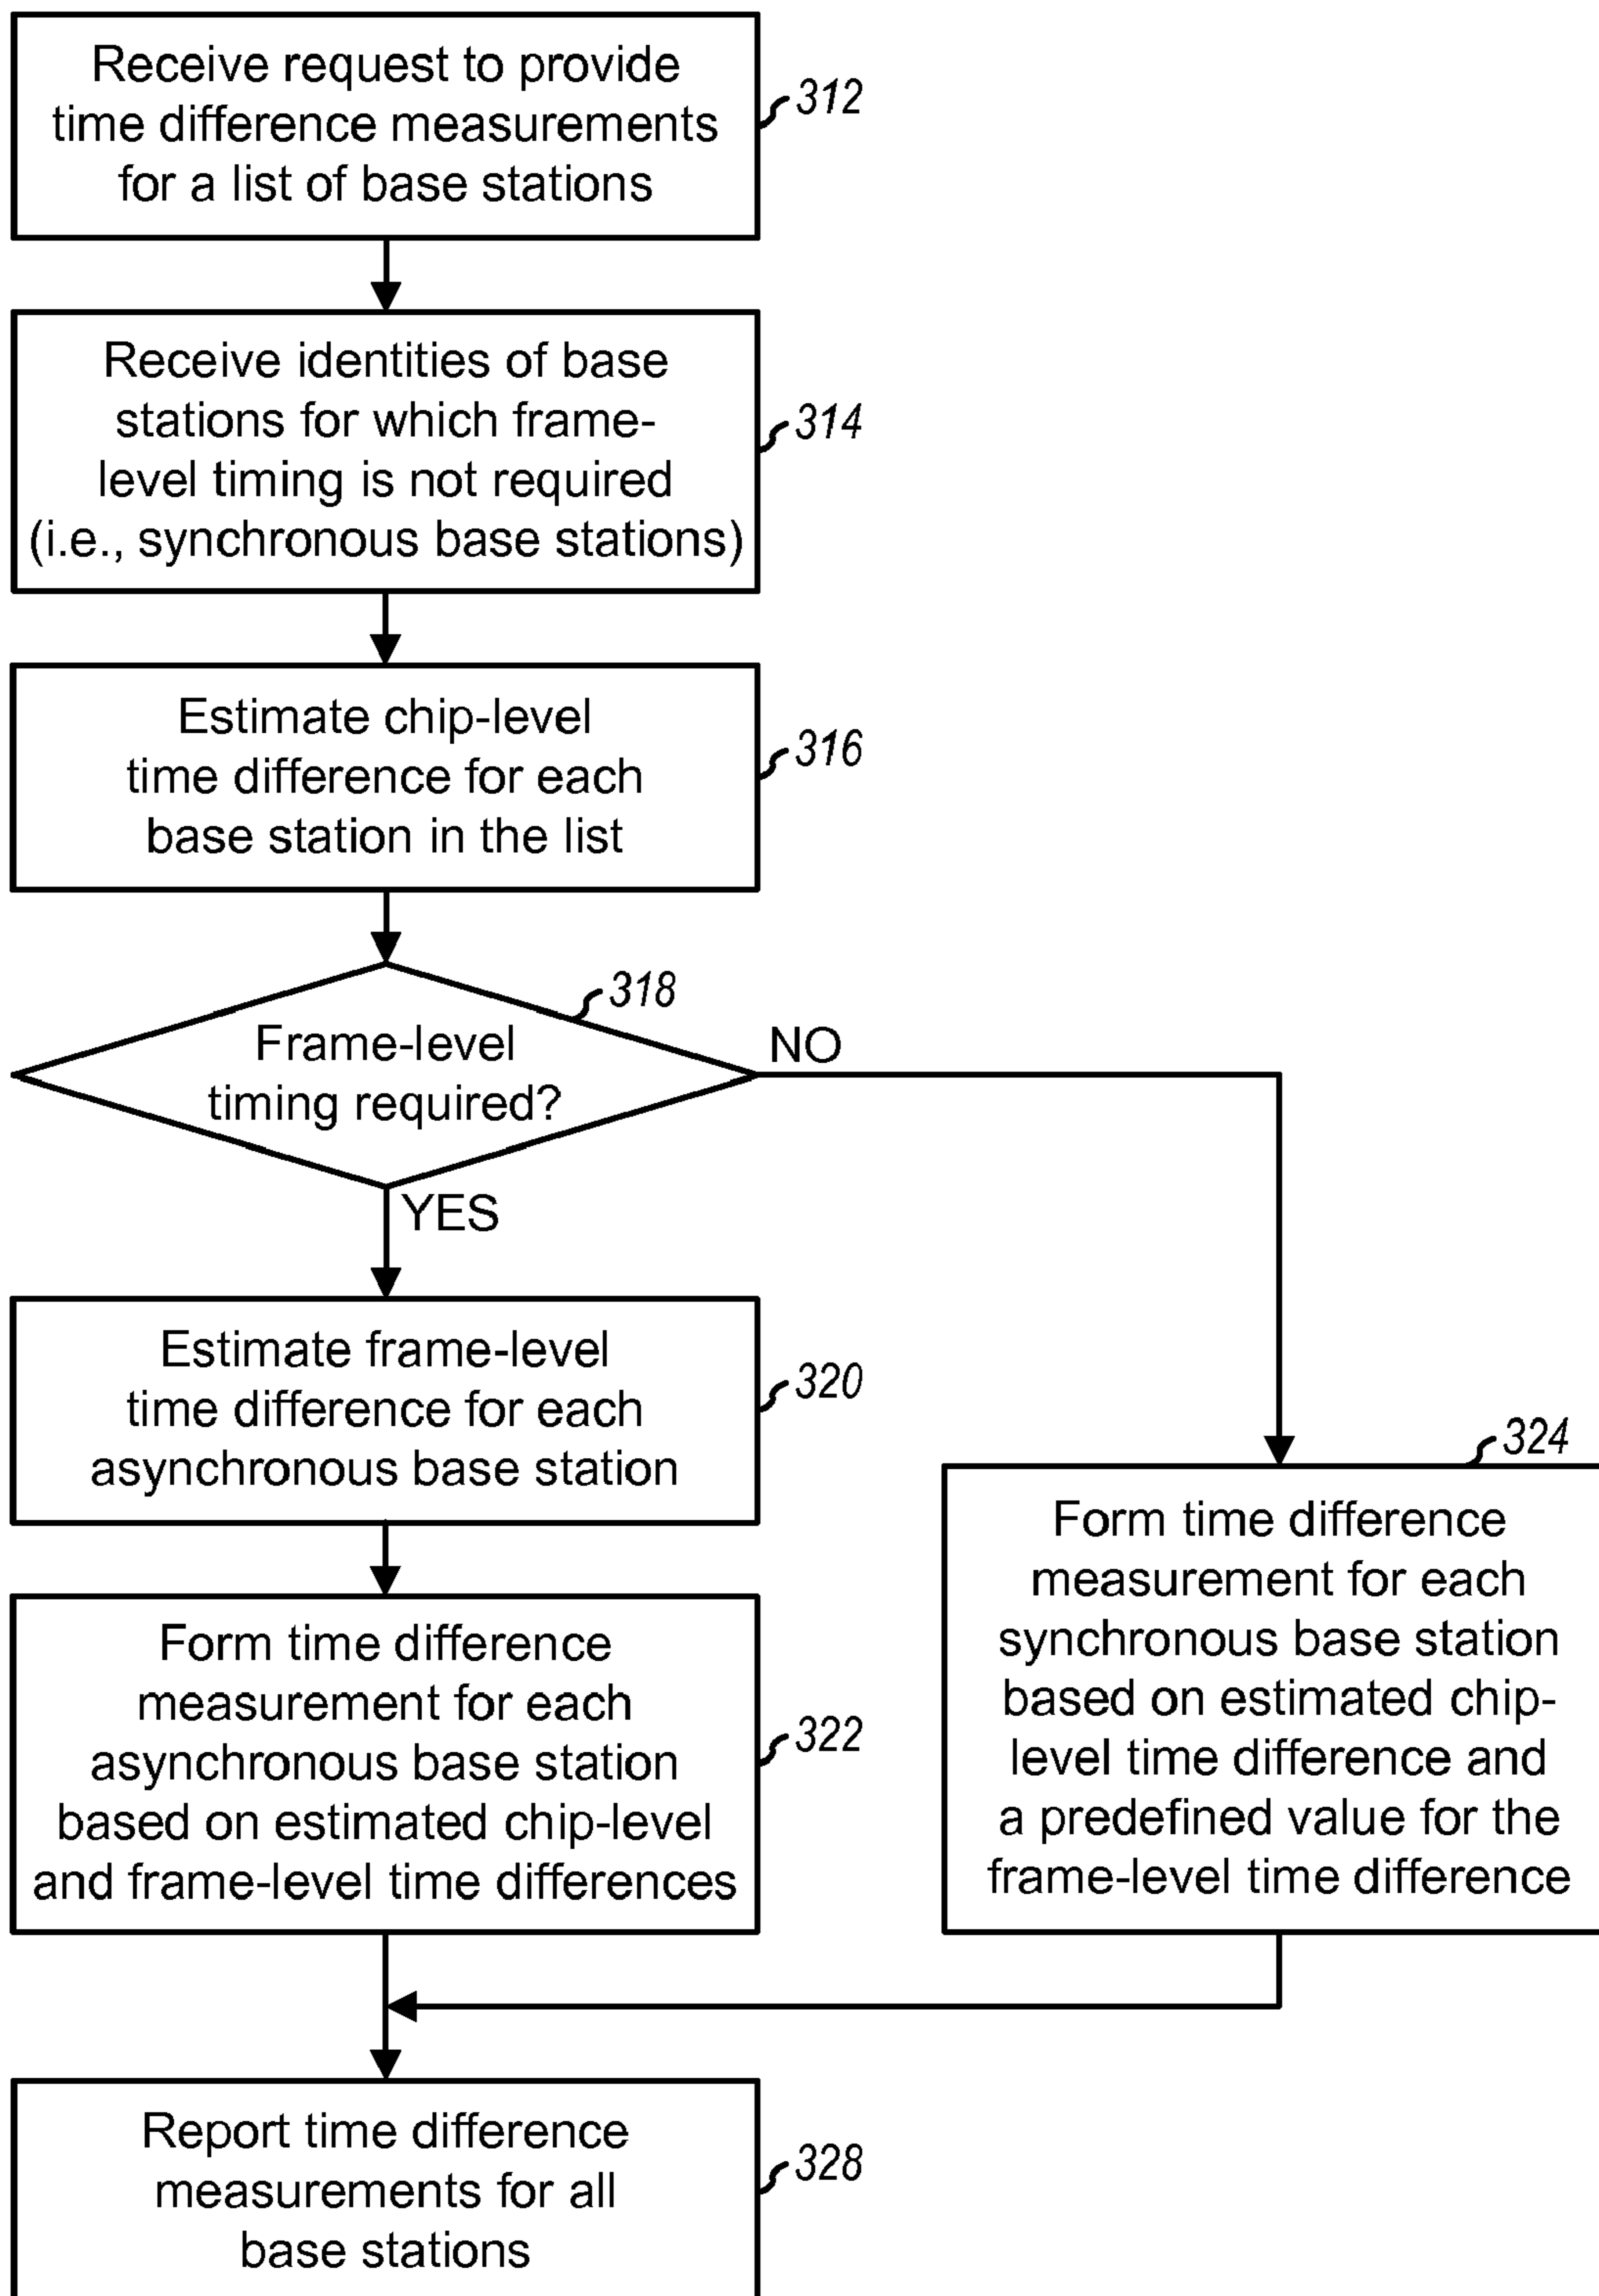 Receive request to provide
time difference measurements
for a list of base stations
312
Receive identities of base
stations for which frame-
level timing is not required
(i.e., synchronous base stations)
314
Estimate chip-level
time difference for each
base station in the list
316
318
Frame-level
timing required?
NO
YES
Estimate frame-level
time difference for each
asynchronous base station
320
Form time difference
measurement for each
asynchronous base station
based on estimated chip-level
and frame-level time differences
322
324
Form time difference
measurement for each
synchronous base station
based on estimated chip-
level time difference and
a predefined value for the
frame-level time difference
Report time difference
measurements for all
base stations
328